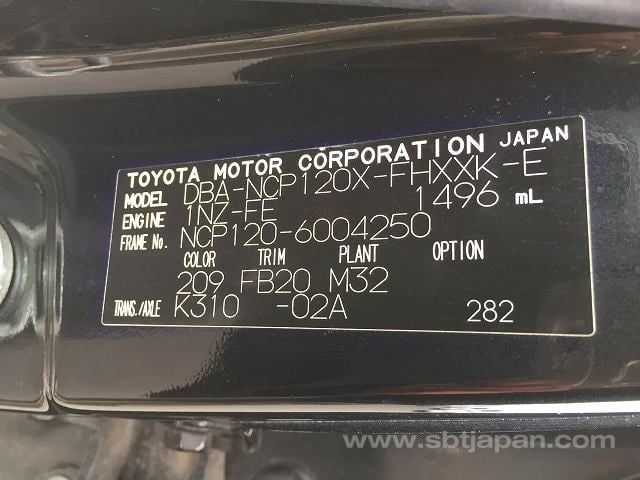 TOYOTA MOTOR CORPORATION JAPAN
MODEL DBA-NCP120X-FHXXK-E
ENGINE 1NZ-FE 1496 mL
FRAME No. NCP120-6004250
COLOR TRIM PLANT OPTION
209 FB20 M32
TRANS./AXLE K310 -02A 282
www.sbtjapan.com